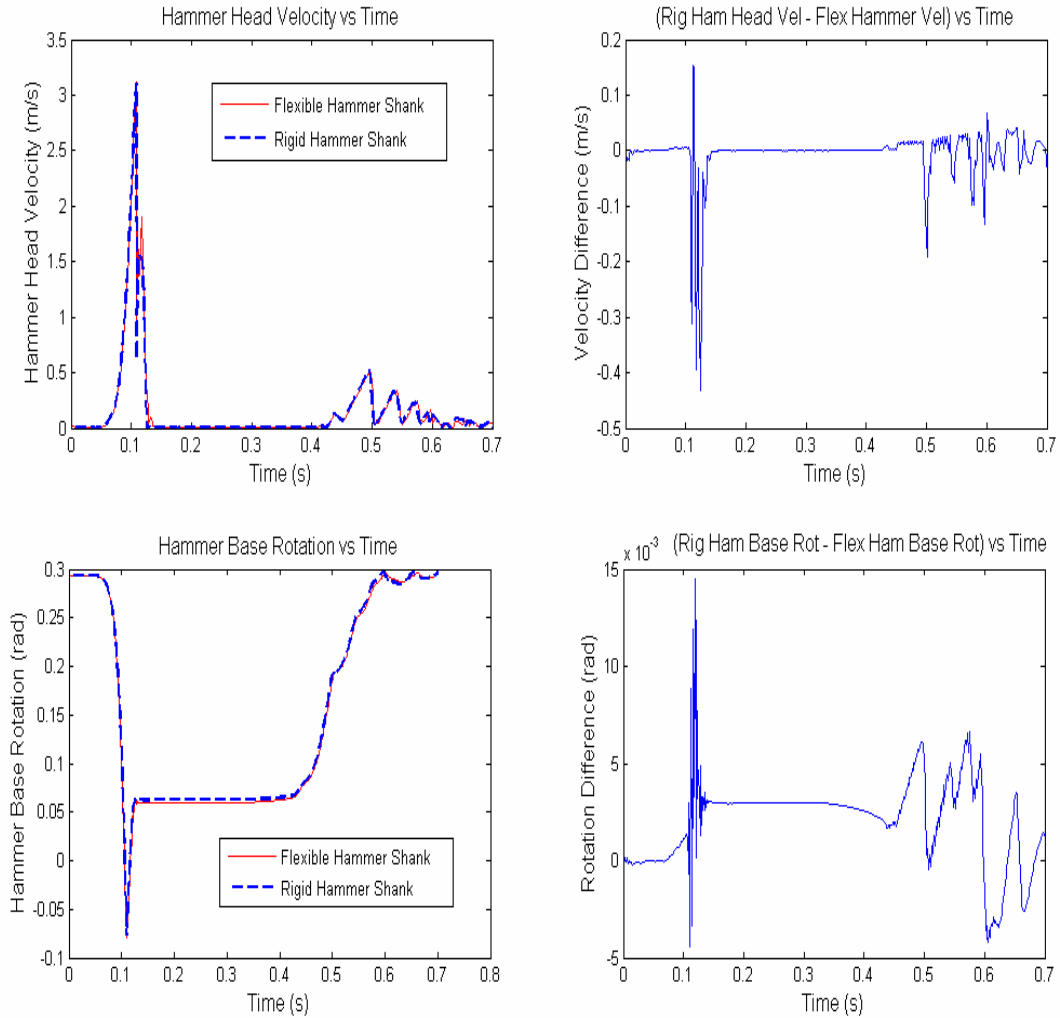 Hammer Head Velocity vs Time
3.5
3
2.5
2
1.5
1
0.5
0
Hammer Head Velocity (m/s)
Flexible Hammer Shank
Rigid Hammer Shank
0 0.1 0.2 0.3 0.4 0.5 0.6 0.7
Time (s)
(Rig Ham Head Vel - Flex Hammer Vel) vs Time
0.2
0.1
0
-0.1
-0.2
-0.3
-0.4
-0.5
Velocity Difference (m/s)
0 0.1 0.2 0.3 0.4 0.5 0.6 0.7
Time (s)
Hammer Base Rotation vs Time
0.3
0.25
0.2
0.15
0.1
0.05
0
-0.05
-0.1
Hammer Base Rotation (rad)
Flexible Hammer Shank
Rigid Hammer Shank
0 0.1 0.2 0.3 0.4 0.5 0.6 0.7 0.8
Time (s)
(Rig Ham Base Rot - Flex Ham Base Rot) vs Time
x 10-3
15
10
5
0
-5
Rotation Difference (rad)
0 0.1 0.2 0.3 0.4 0.5 0.6 0.7
Time (s)